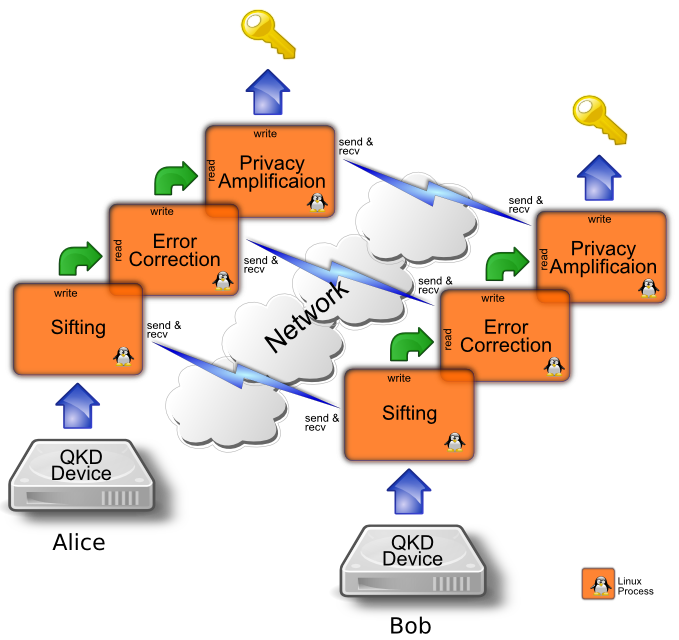 write
Privacy
Amplificaion
read
send &
recv
write
Error
Correction
read
send &
recv
write
Sifting
send &
recv
QKD
Device
Alice
Network
send &
recv
write
Privacy
Amplificaion
read
send &
recv
write
Error
Correction
read
send &
recv
write
Sifting
QKD
Device
Bob
Linux
Process